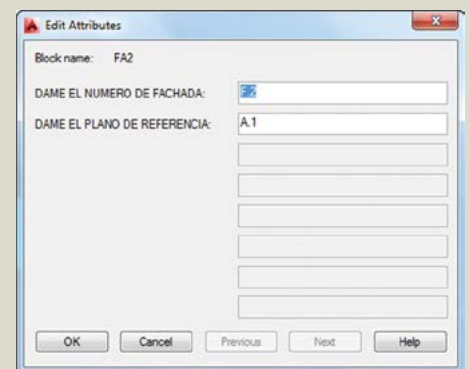 Edit Attributes
Block name: FA2
DAME EL NUMERO DE FACHADA: F.2
DAME EL PLANO DE REFERENCIA: A.1
OK Cancel Previous Next Help